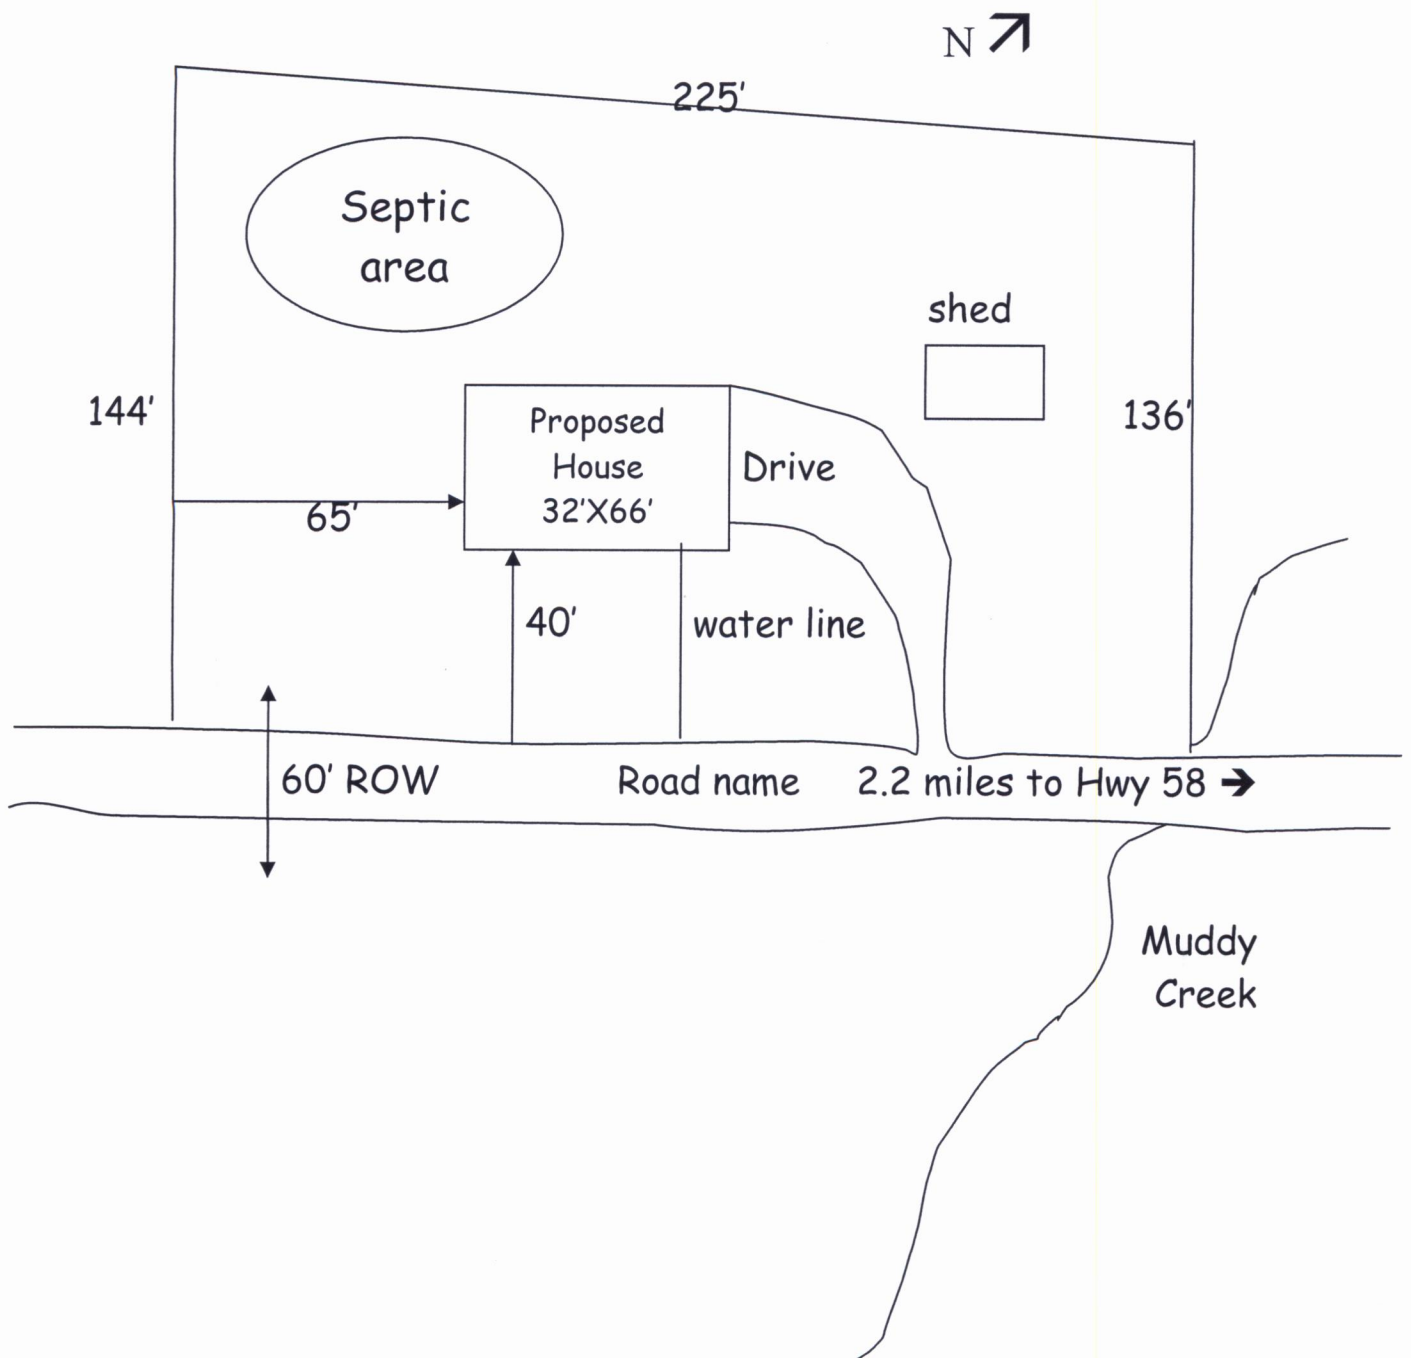 N
225'
Septic
area
shed
144'
Proposed
House
32'X66'
136'
Drive
65'
40'
water line
60' ROW
Road name
2.2 miles to Hwy 58
Muddy
Creek